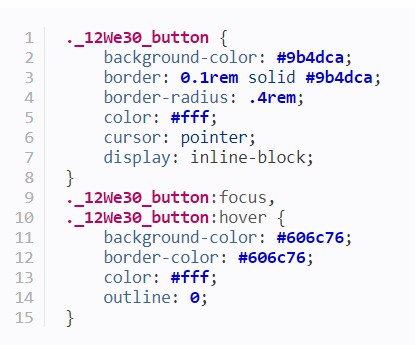 1 ._12We30_button {
2     background-color: #9b4dca;
3     border: 0.1rem solid #9b4dca;
4     border-radius: .4rem;
5     color: #fff;
6     cursor: pointer;
7     display: inline-block;
8 }
9 ._12We30_button:focus,
10 ._12We30_button:hover {
11     background-color: #606c76;
12     border-color: #606c76;
13     color: #fff;
14     outline: 0;
15 }